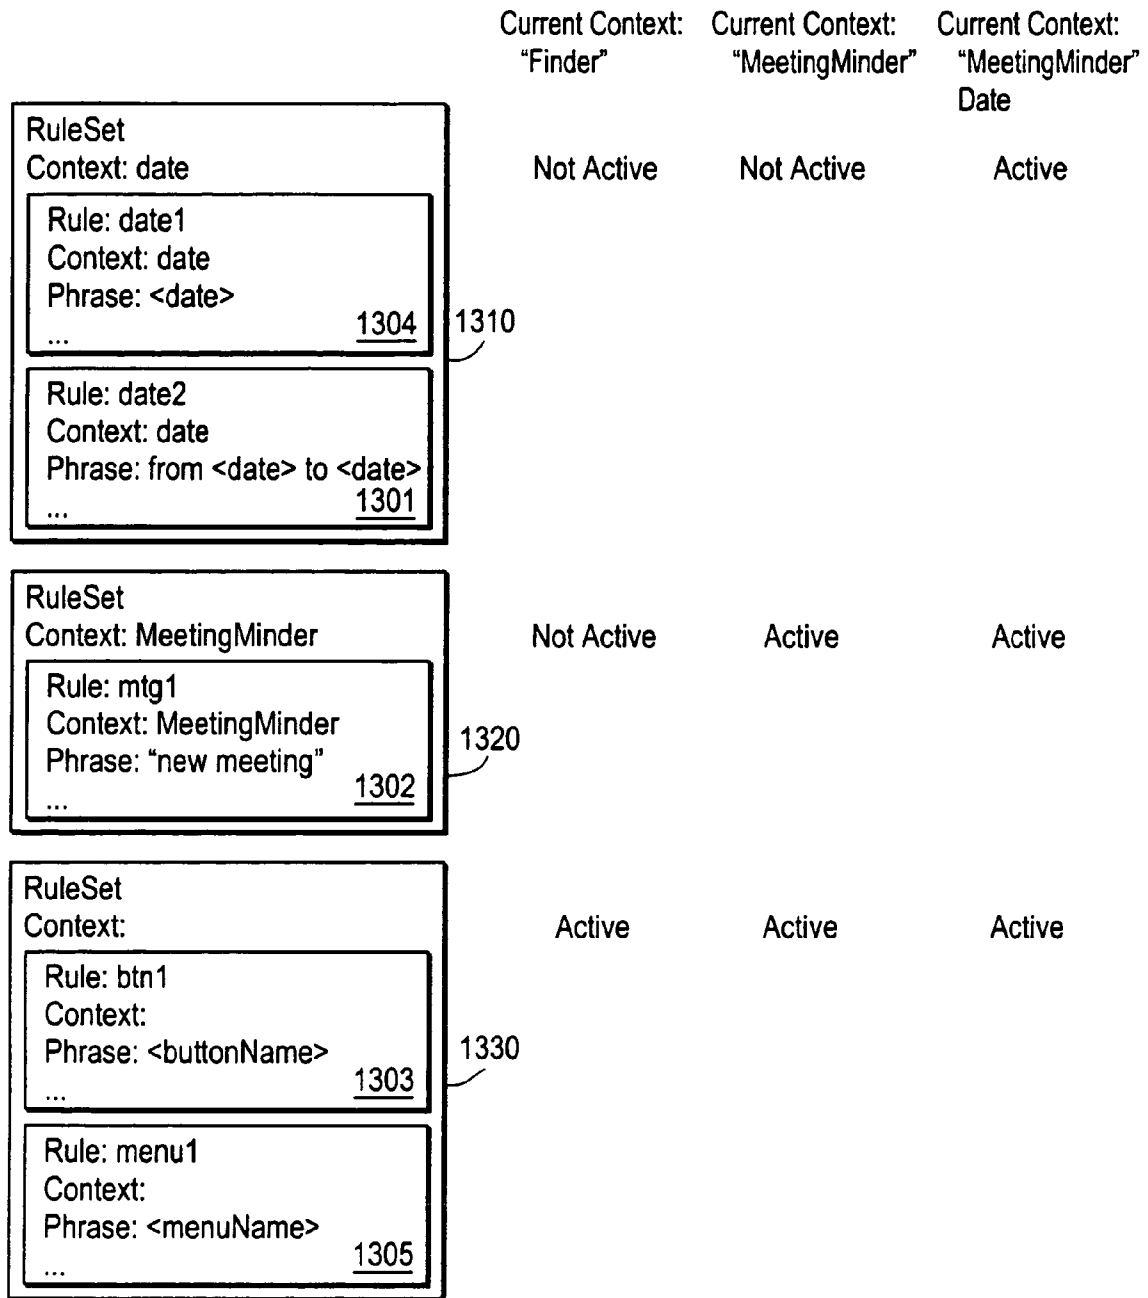 Current Context: Current Context: Current Context:
"Finder" "MeetingMinder" "MeetingMinder"
Date
RuleSet
Context: date Not Active Not Active Active
Rule: date1
Context: date
Phrase: <date>
... 1304 1310
Rule: date2
Context: date
Phrase: from <date> to <date>
... 1301
RuleSet
Context: MeetingMinder Not Active Active Active
Rule: mtg1
Context: MeetingMinder
Phrase: "new meeting" 1320
... 1302
RuleSet
Context: Active Active Active
Rule: btn1
Context:
Phrase: <buttonName> 1330
... 1303
Rule: menu1
Context:
Phrase: <menuName>
... 1305